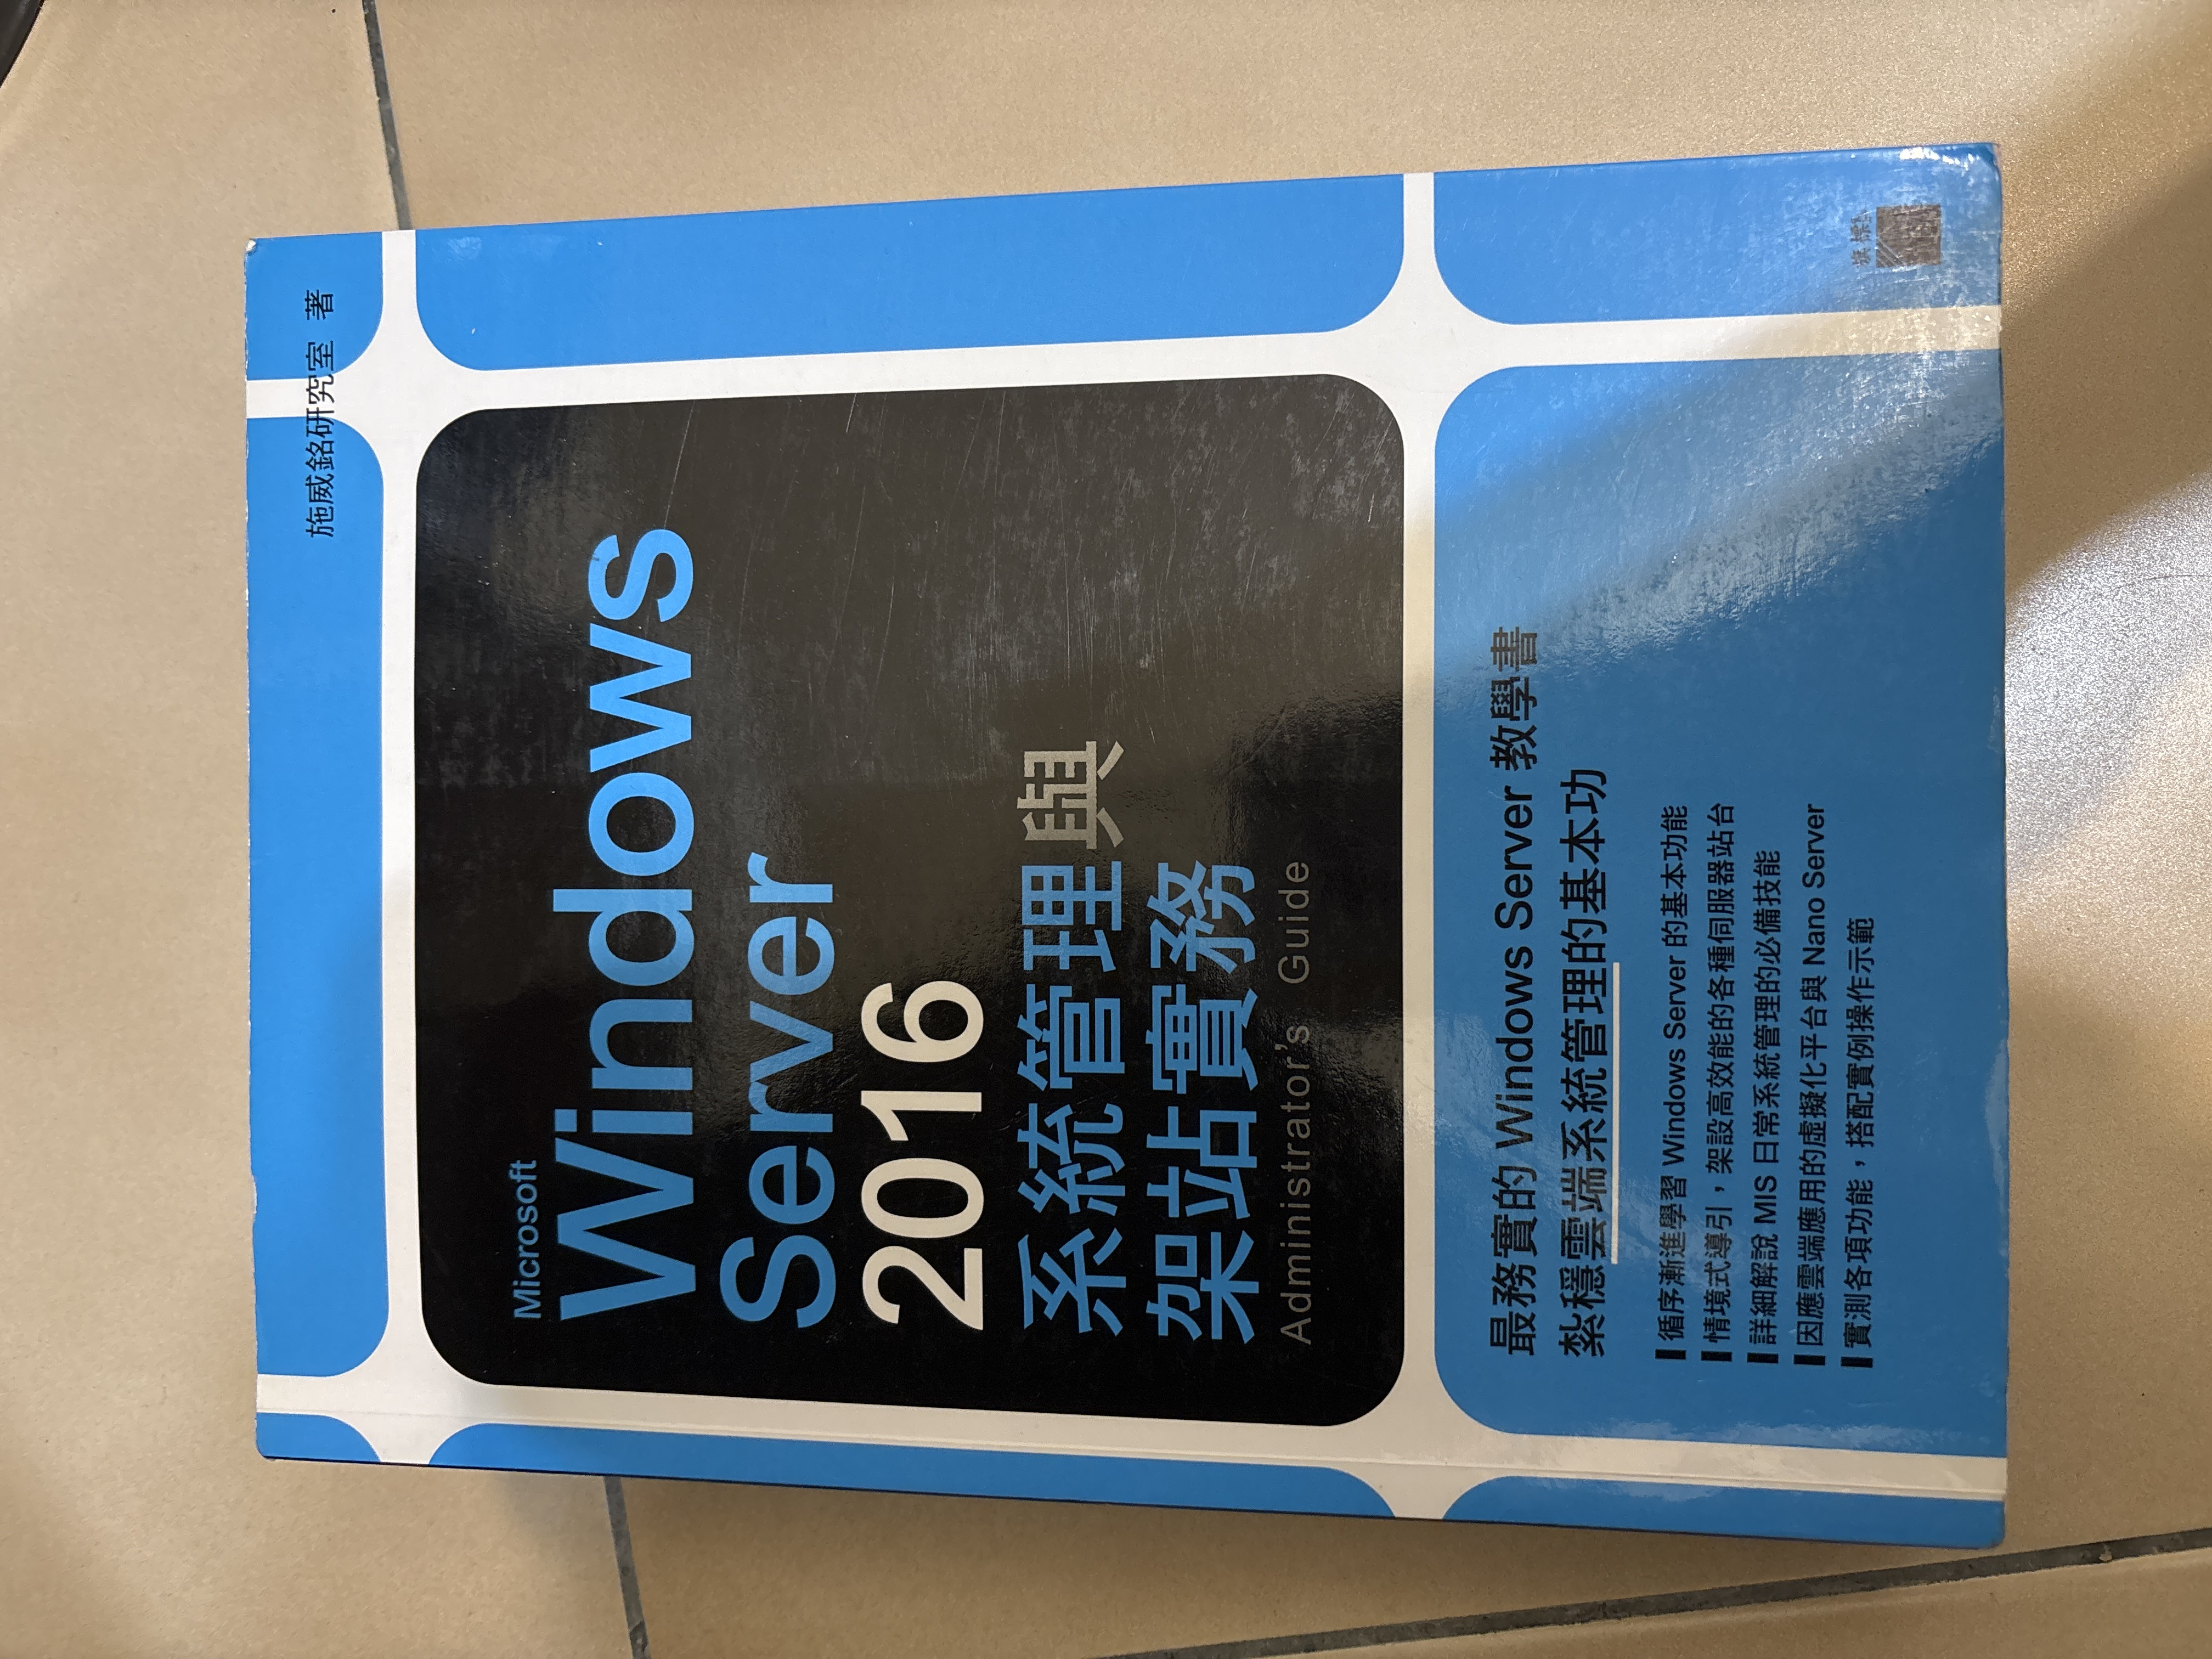 施威銘研究室 著
Microsoft
Windows
Server
2016
系統管理與
架站實務
Administrator's Guide
最務實的 Windows Server 教學書
紮穩雲端系統管理的基本功
循序漸進學習 Windows Server 的基本功能
情境式導引，架設高效能的各種伺服器站台
詳細解說 MIS 日常系統管理的必備技能
因應雲端應用的虛擬化平台與 Nano Server
實測各項功能，搭配實例操作示範
旗標